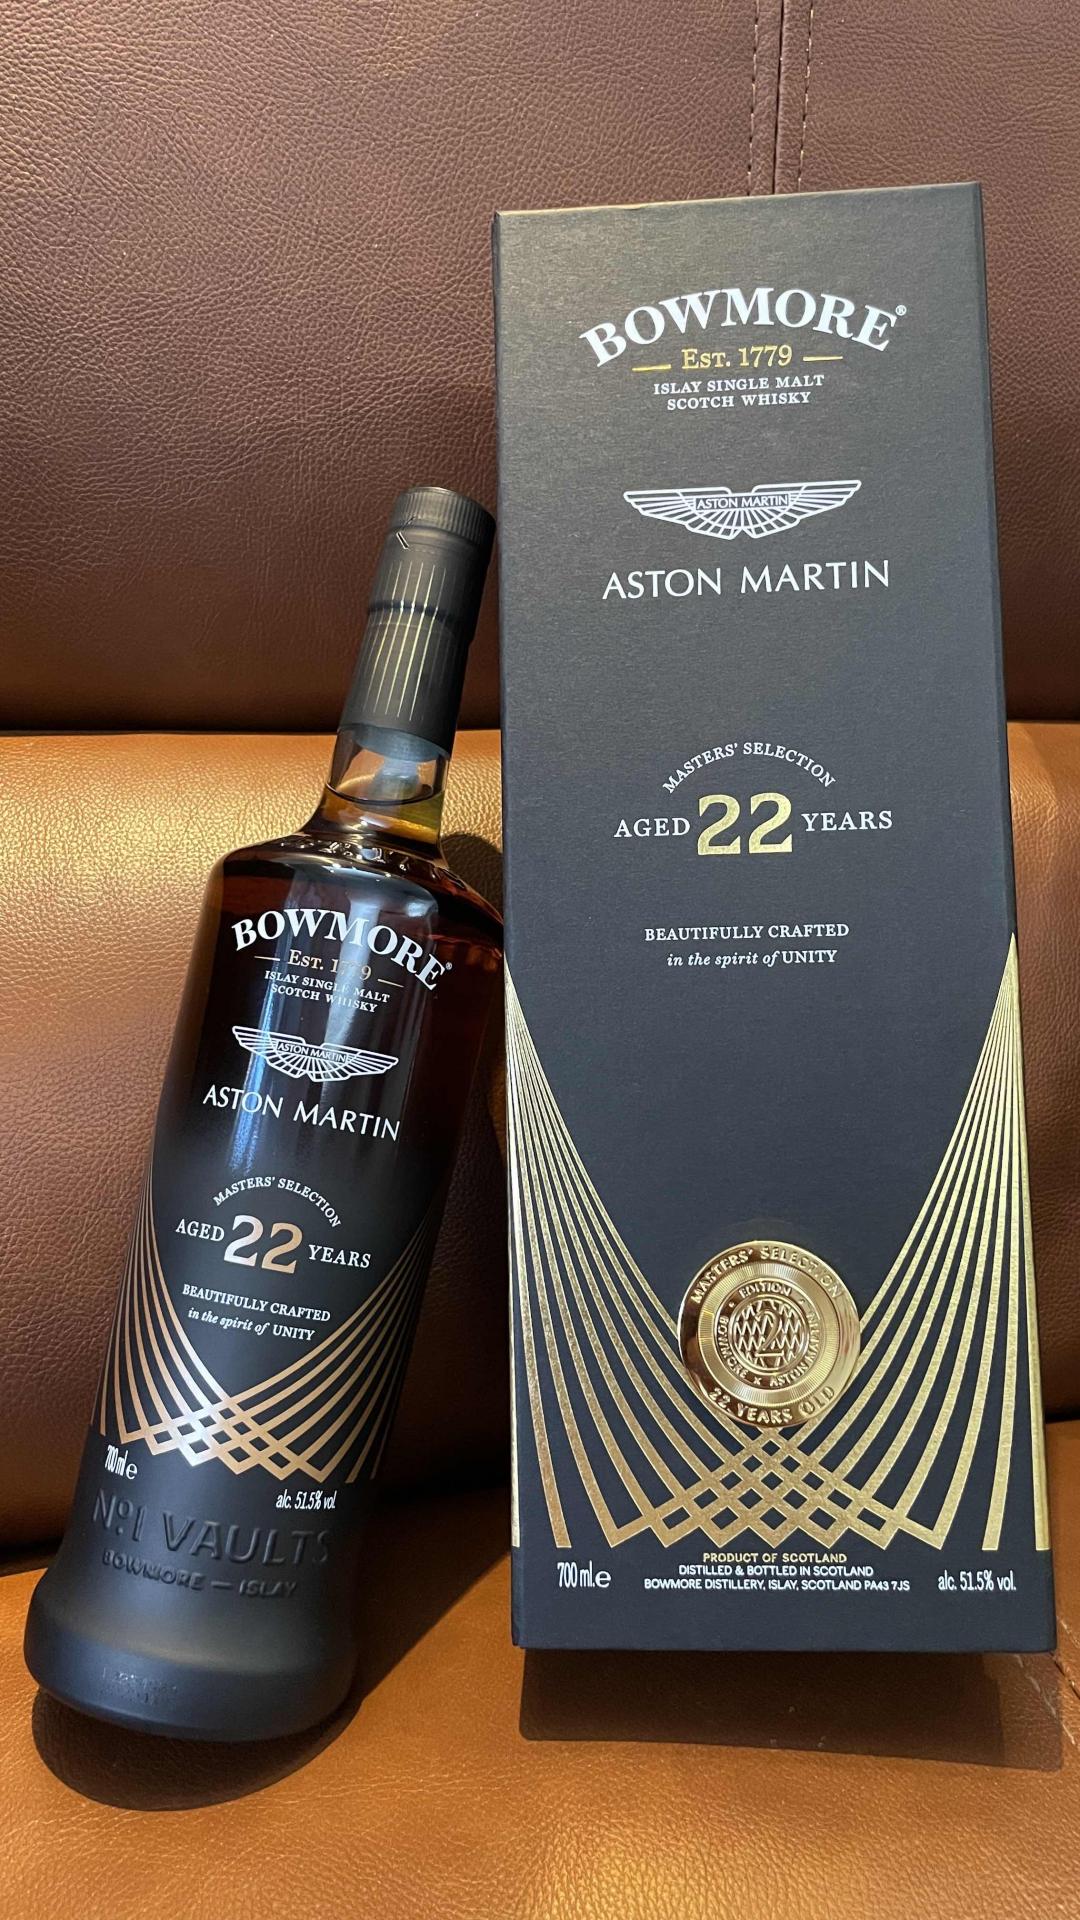 BOWMORE®
EST. 1779
ISLAY SINGLE MALT
SCOTCH WHISKY
ASTON MARTIN
ASTON MARTIN
MASTERS' SELECTION
AGED 22 YEARS
BEAUTIFULLY CRAFTED
in the spirit of UNITY
MASTERS' SELECTION
EDITION
2
BOWMORE X ASTON MARTIN
22 YEARS OLD
PRODUCT OF SCOTLAND
DISTILLED & BOTTLED IN SCOTLAND
BOWMORE DISTILLERY, ISLAY, SCOTLAND PA43 7JS
700 ml.e
alc. 51.5% vol.
BOWMORE®
EST. 1779
ISLAY SINGLE MALT
SCOTCH WHISKY
ASTON MARTIN
ASTON MARTIN
MASTERS' SELECTION
AGED 22 YEARS
BEAUTIFULLY CRAFTED
in the spirit of UNITY
700 ml e
alc. 51.5% vol.
Nº1 VAULTS
BOWMORE — ISLAY